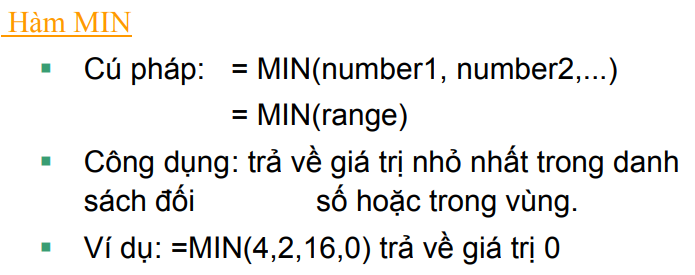 Hàm MIN
Cú pháp: = MIN(number1, number2,...)
= MIN(range)
Công dụng: trả về giá trị nhỏ nhất trong danh
sách đối số hoặc trong vùng.
Ví dụ: =MIN(4,2,16,0) trả về giá trị 0